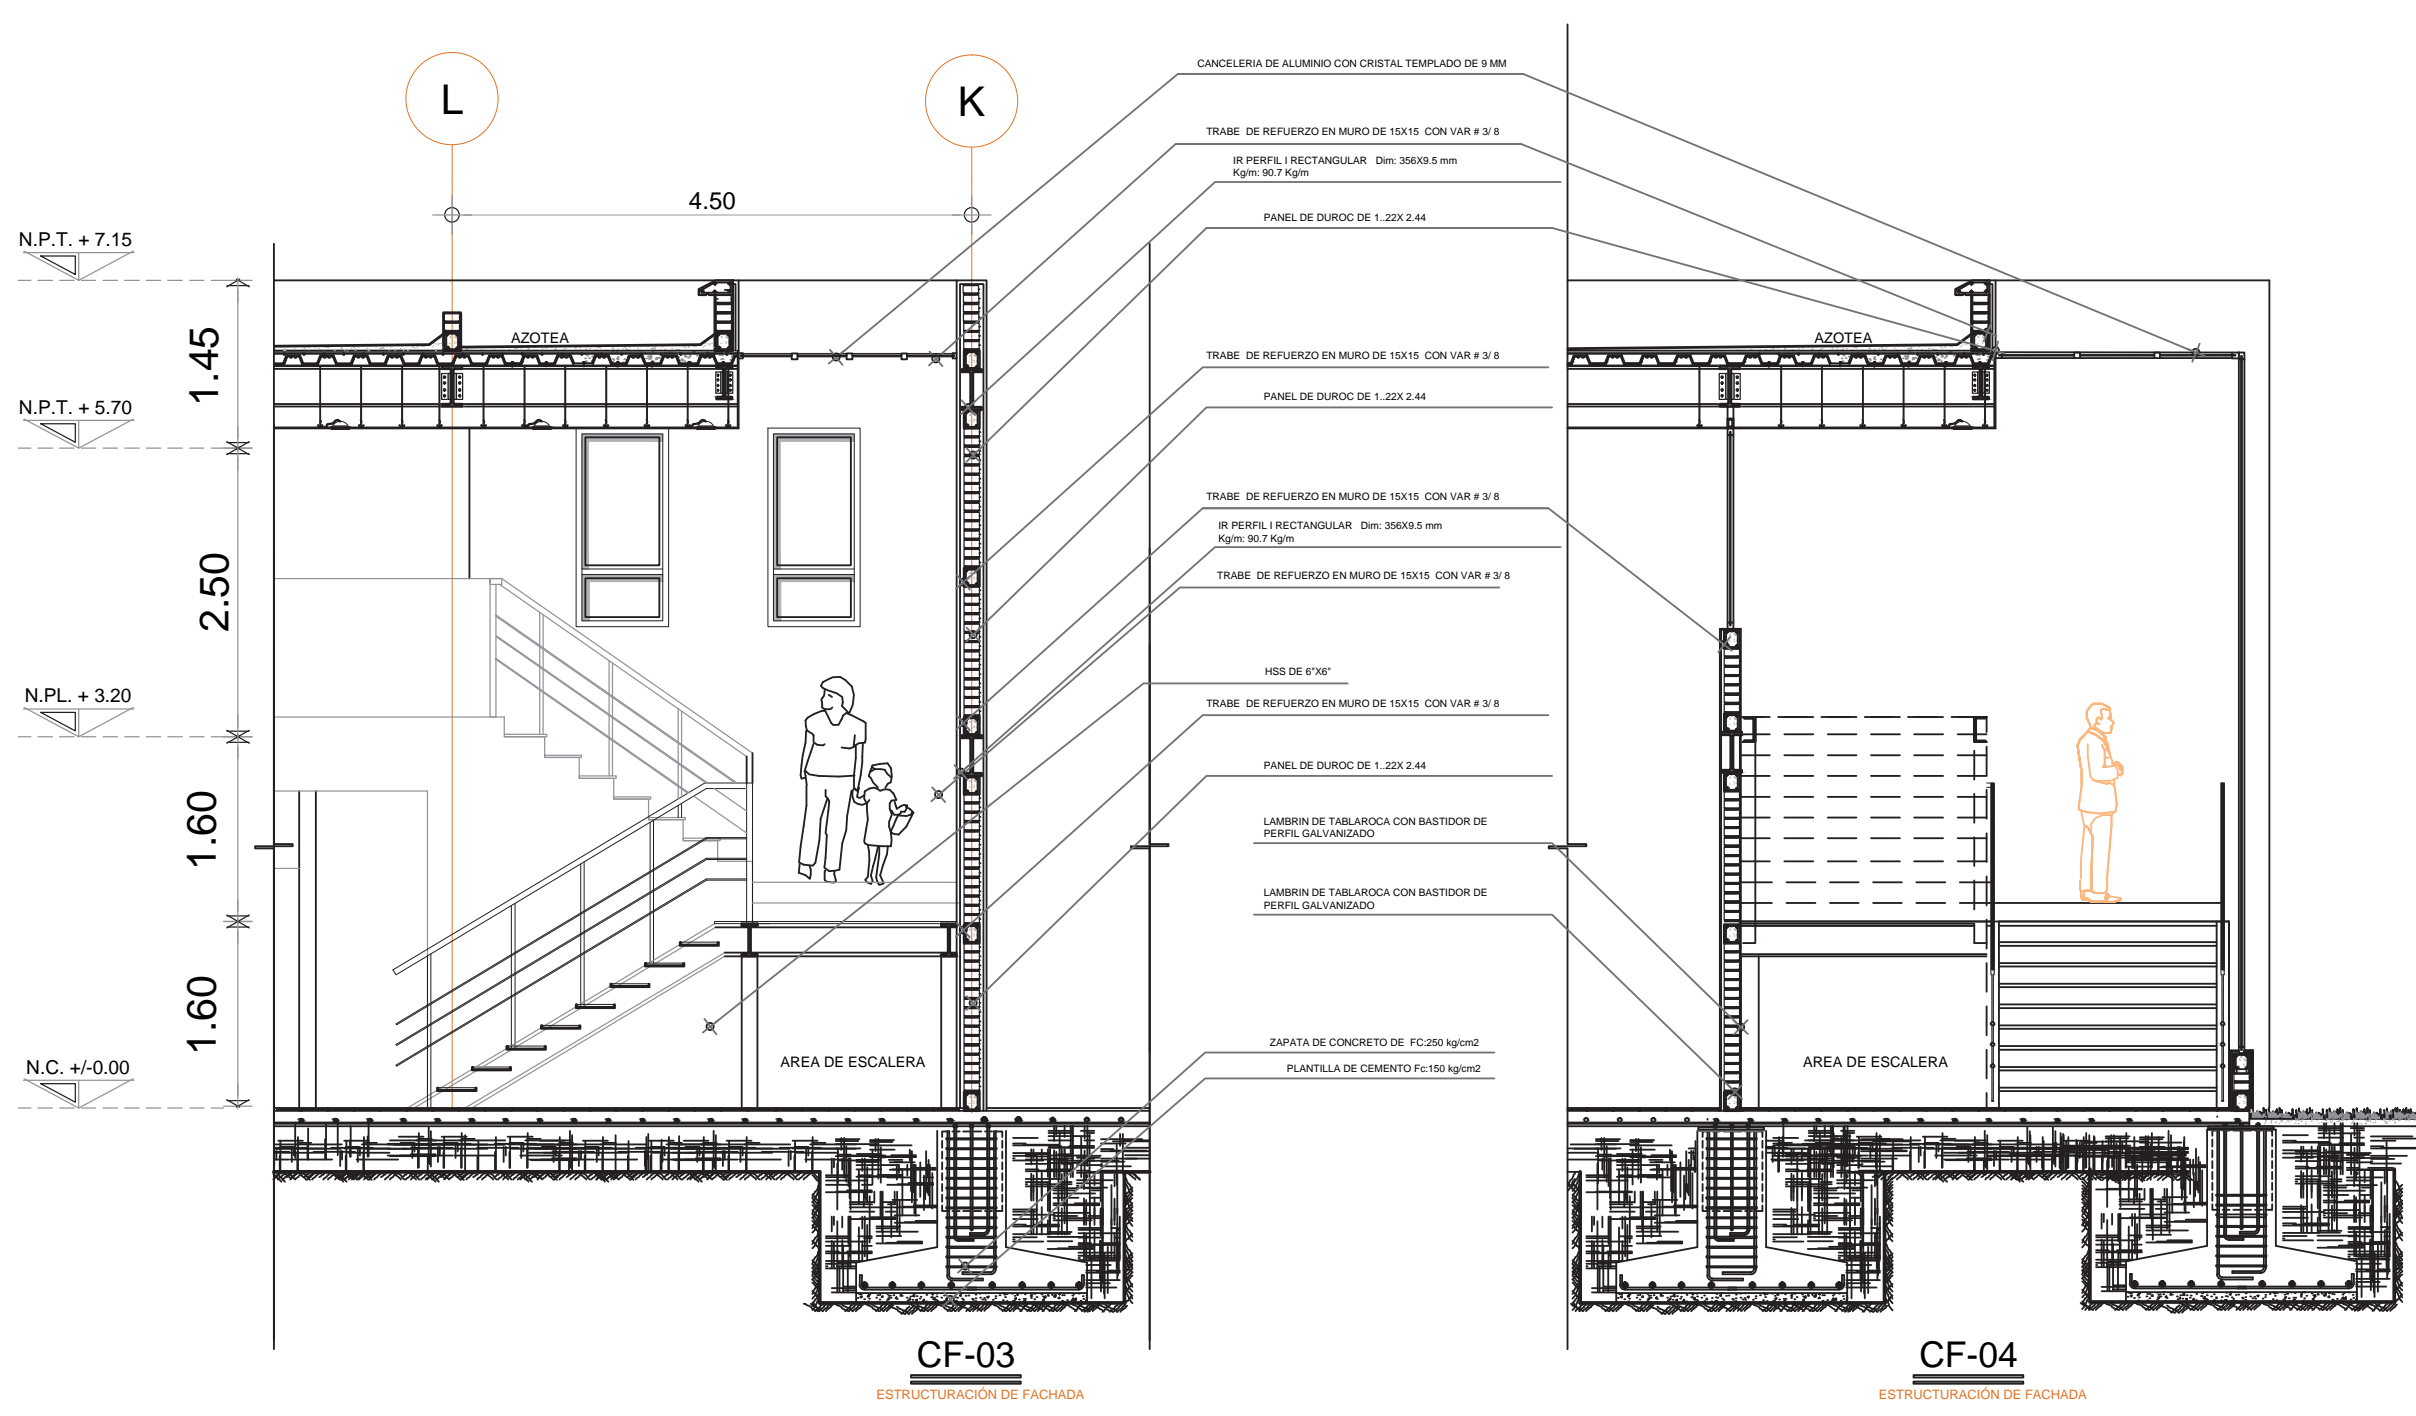 L
K
4.50
N.P.T. + 7.15
N.P.T. + 5.70
N.PL. + 3.20
N.C. +/-0.00
1.45
2.50
1.60
1.60
AZOTEA
AREA DE ESCALERA
CANCELERIA DE ALUMINIO CON CRISTAL TEMPLADO DE 9 MM
TRABE DE REFUERZO EN MURO DE 15X15 CON VAR # 3/ 8
IR PERFIL I RECTANGULAR Dim: 356X9.5 mm
Kg/m: 90.7 Kg/m
PANEL DE DUROC DE 1..22X 2.44
TRABE DE REFUERZO EN MURO DE 15X15 CON VAR # 3/ 8
PANEL DE DUROC DE 1..22X 2.44
TRABE DE REFUERZO EN MURO DE 15X15 CON VAR # 3/ 8
IR PERFIL I RECTANGULAR Dim: 356X9.5 mm
Kg/m: 90.7 Kg/m
TRABE DE REFUERZO EN MURO DE 15X15 CON VAR # 3/ 8
HSS DE 6"X6"
TRABE DE REFUERZO EN MURO DE 15X15 CON VAR # 3/ 8
PANEL DE DUROC DE 1..22X 2.44
LAMBRIN DE TABLAROCA CON BASTIDOR DE
PERFIL GALVANIZADO
LAMBRIN DE TABLAROCA CON BASTIDOR DE
PERFIL GALVANIZADO
ZAPATA DE CONCRETO DE FC:250 kg/cm2
PLANTILLA DE CEMENTO Fc:150 kg/cm2
AZOTEA
AREA DE ESCALERA
CF-03
ESTRUCTURACIÓN DE FACHADA
CF-04
ESTRUCTURACIÓN DE FACHADA